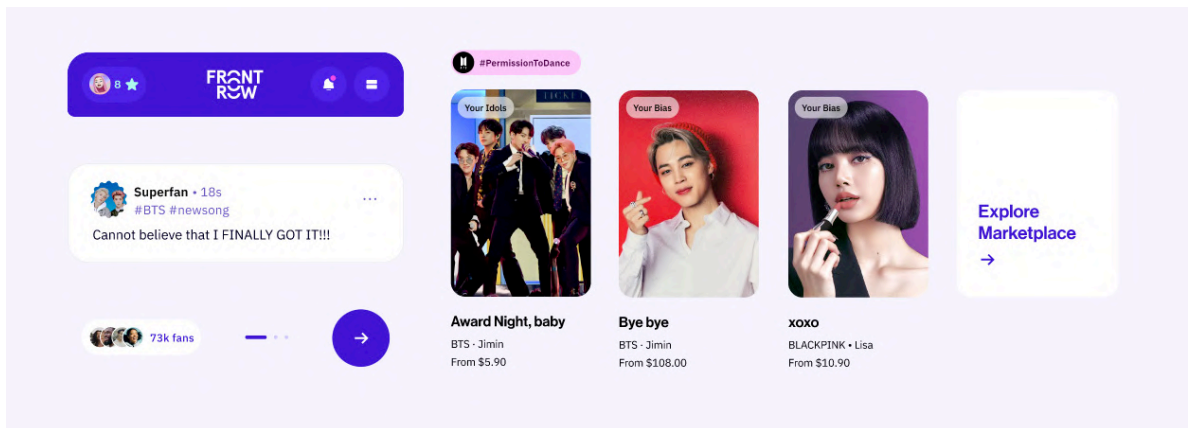 8
FRONT
ROW
Superfan • 18s
#BTS #newsong
...
Cannot believe that I FINALLY GOT IT!!!
73k fans
#PermissionToDance
Your Idols
TICKET
Award Night, baby
BTS · Jimin
From $5.90
Your Bias
Bye bye
BTS · Jimin
From $108.00
Your Bias
xoxo
BLACKPINK • Lisa
From $10.90
Explore
Marketplace
→